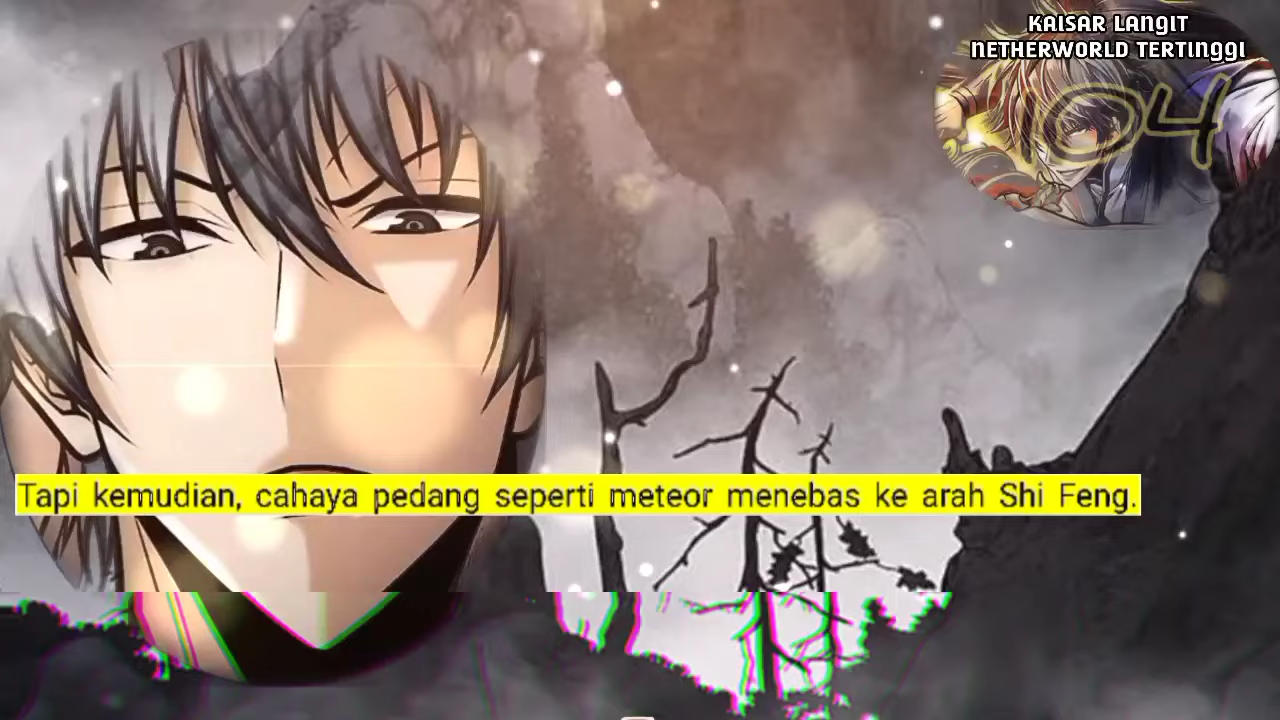 KAISAR LANGIT
NETHERWORLD TERTINGGI
104
Tapi kemudian, cahaya pedang seperti meteor menebas ke arah Shi Feng.